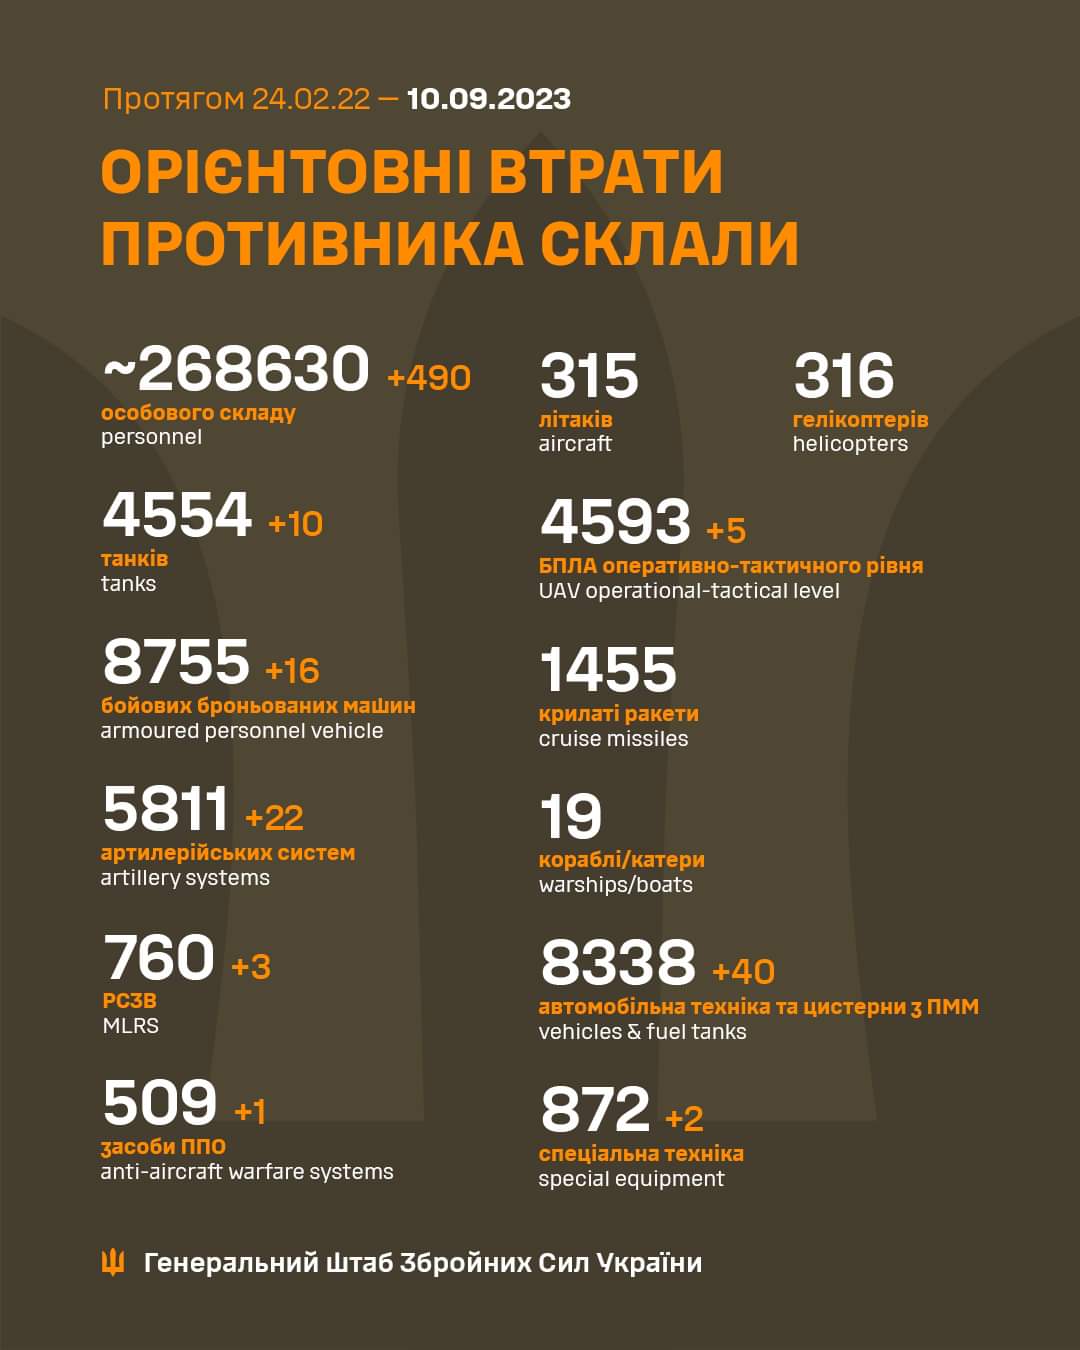 Протягом 24.02.22 — 10.09.2023
ОРІЄНТОВНІ ВТРАТИ
ПРОТИВНИКА СКЛАЛИ
~268630 +490
особового складу
personnel
315
літаків
aircraft
316
гелікоптерів
helicopters
4554 +10
танків
tanks
4593 +5
БПЛА оперативно-тактичного рівня
UAV operational-tactical level
8755 +16
бойових броньованих машин
armoured personnel vehicle
1455
крилаті ракети
cruise missiles
5811 +22
артилерійських систем
artillery systems
19
кораблі/катери
warships/boats
760 +3
РСЗВ
MLRS
8338 +40
автомобільна техніка та цистерни з ПММ
vehicles & fuel tanks
509 +1
засоби ППО
anti-aircraft warfare systems
872 +2
спеціальна техніка
special equipment
Генеральний штаб Збройних Сил України